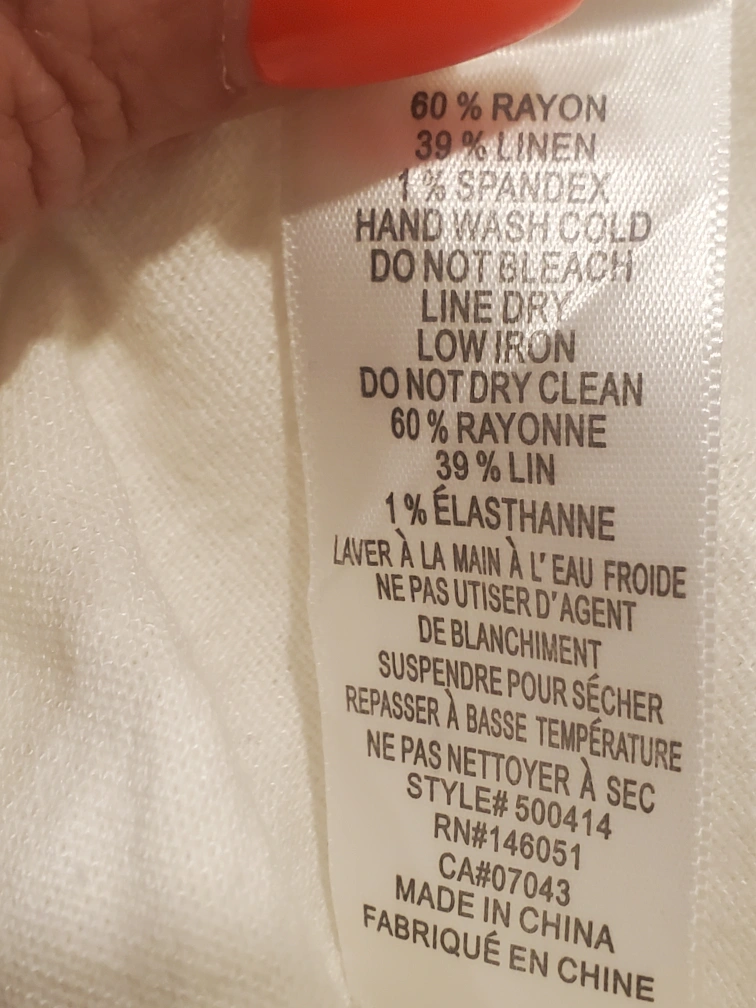 60 % RAYON
39 % LINEN
1 % SPANDEX
HAND WASH COLD
DO NOT BLEACH
LINE DRY
LOW IRON
DO NOT DRY CLEAN
60 % RAYONNE
39 % LIN
1 % ÉLASTHANNE
LAVER À LA MAIN À L' EAU FROIDE
NE PAS UTISER D'AGENT
DE BLANCHIMENT
SUSPENDRE POUR SÉCHER
REPASSER À BASSE TEMPÉRATURE
NE PAS NETTOYER À SEC
STYLE# 500414
RN#146051
CA#07043
MADE IN CHINA
FABRIQUÉ EN CHINE